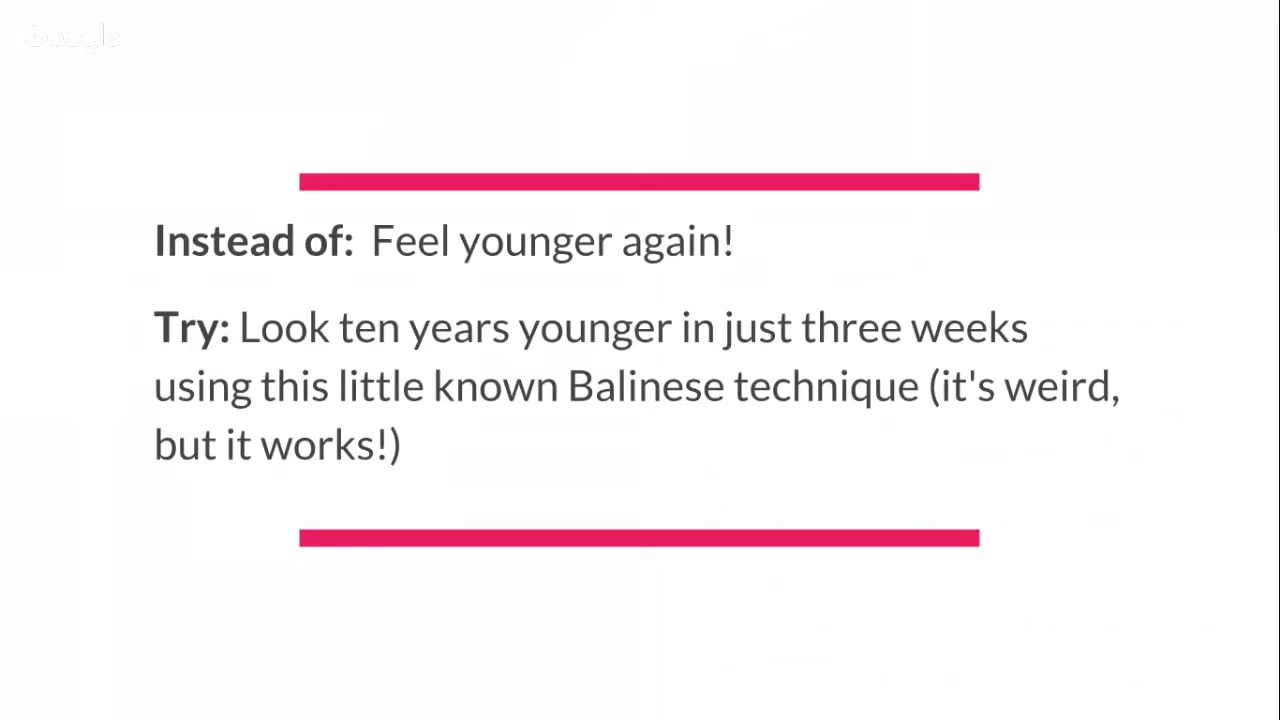 Google
Instead of: Feel younger again!
Try: Look ten years younger in just three weeks
using this little known Balinese technique (it's weird,
but it works!)